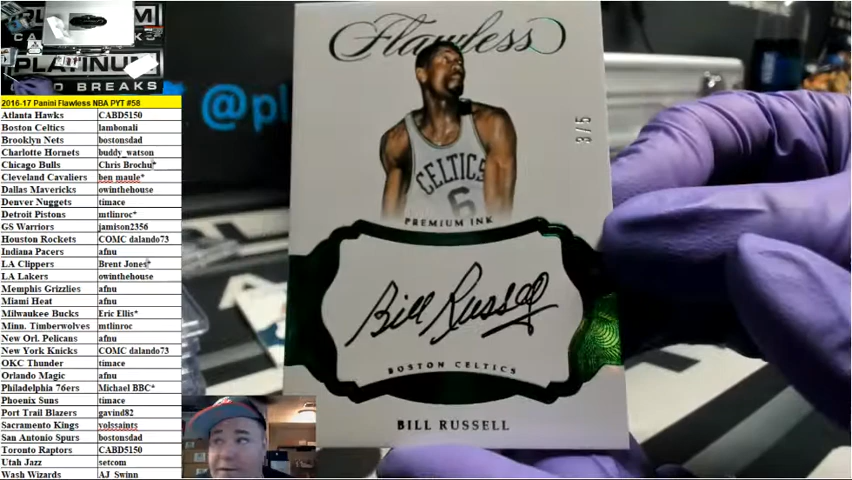 PLATINUM
BREAKS
@pl
2016-17 Panini Flawless NBA PYT #58
Atlanta Hawks CABD5150
Boston Celtics lambonali
Brooklyn Nets bostonsdad
Charlotte Hornets buddy_watson
Chicago Bulls Chris Brochu*
Cleveland Cavaliers ben maule*
Dallas Mavericks owinthehouse
Denver Nuggets timace
Detroit Pistons mtlinroc*
GS Warriors jamison2356
Houston Rockets COMC dalando73
Indiana Pacers afnu
LA Clippers Brent Jones*
LA Lakers owinthehouse
Memphis Grizzlies afnu
Miami Heat afnu
Milwaukee Bucks Eric Ellis*
Minn. Timberwolves mtlinroc
New Orl. Pelicans afnu
New York Knicks COMC dalando73
OKC Thunder timace
Orlando Magic afnu
Philadelphia 76ers Michael BBC*
Phoenix Suns timace
Port Trail Blazers gavind82
Sacramento Kings volssaints
San Antonio Spurs bostonsdad
Toronto Raptors CABD5150
Utah Jazz setcom
Wash Wizards AJ Swinn
Flawless
3/5
CELTICS
6
PREMIUM INK
Bill Russell
BOSTON CELTICS
BILL RUSSELL